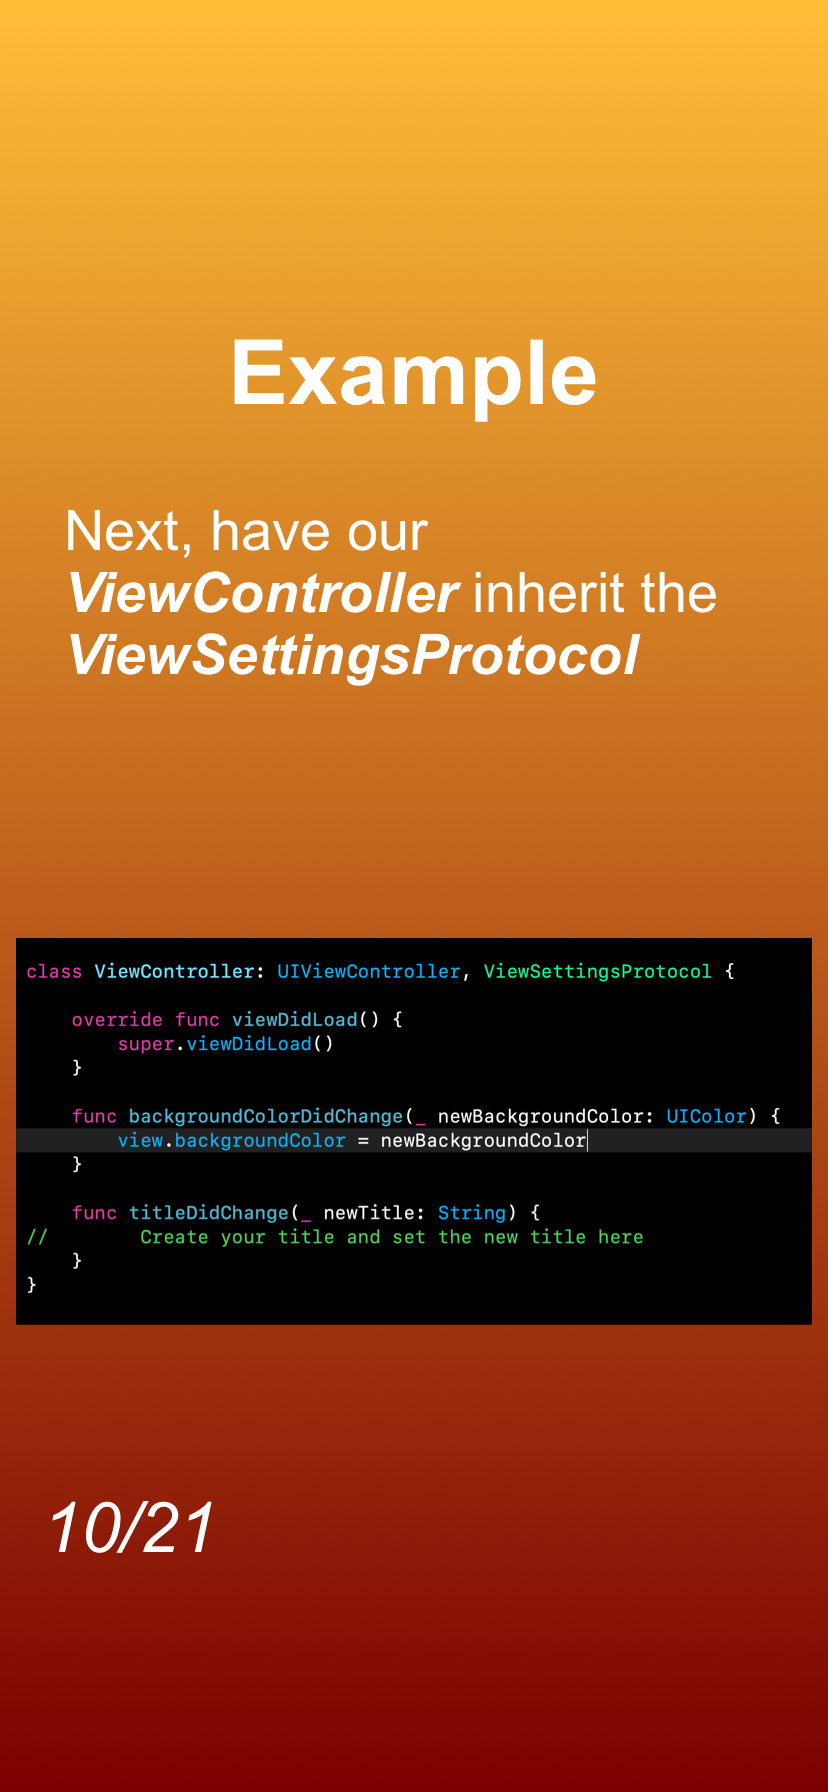 Example
Next, have our
ViewController inherit the
ViewSettingsProtocol
class ViewController: UIViewController, ViewSettingsProtocol {
    override func viewDidLoad() {
        super.viewDidLoad()
    }
    func backgroundColorDidChange(_ newBackgroundColor: UIColor) {
        view.backgroundColor = newBackgroundColor
    }
    func titleDidChange(_ newTitle: String) {
//        Create your title and set the new title here
    }
}
10/21